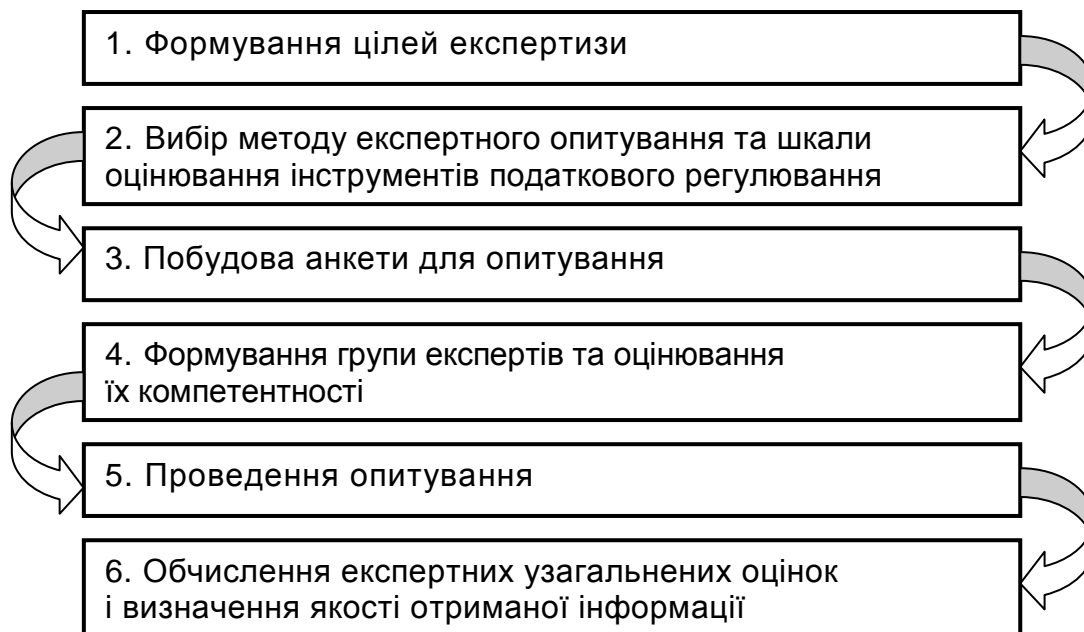 1. Формування цілей експертизи
2. Вибір методу експертного опитування та шкали
оцінювання інструментів податкового регулювання
3. Побудова анкети для опитування
4. Формування групи експертів та оцінювання
їх компетентності
5. Проведення опитування
6. Обчислення експертних узагальнених оцінок
і визначення якості отриманої інформації